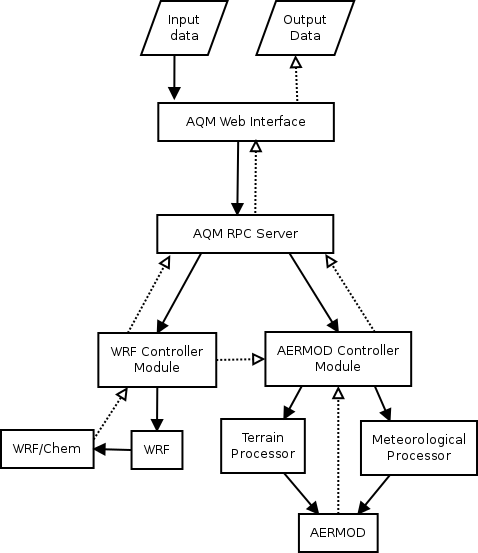 Input
data
Output
Data
AQM Web Interface
AQM RPC Server
WRF Controller
Module
AERMOD Controller
Module
WRF/Chem
WRF
Terrain
Processor
Meteorological
Processor
AERMOD